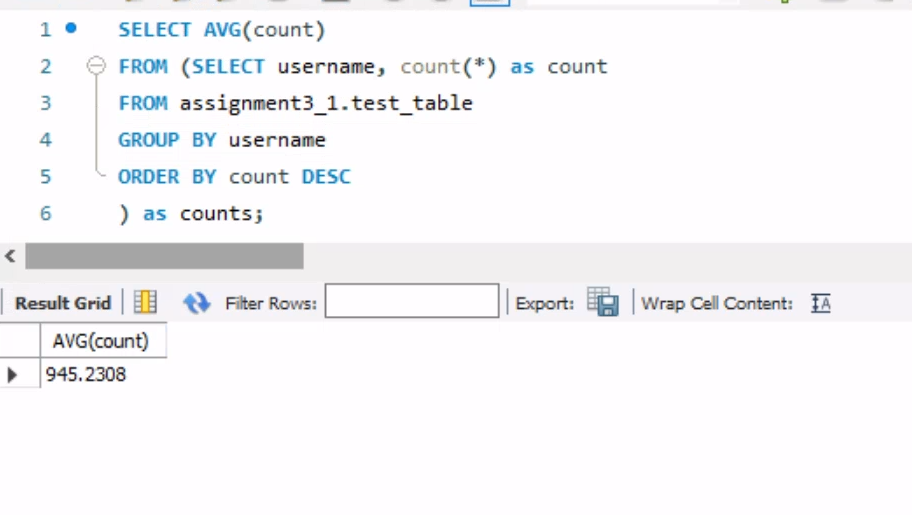 1 SELECT AVG(count)
2 FROM (SELECT username, count(*) as count
3 FROM assignment3_1.test_table
4 GROUP BY username
5 ORDER BY count DESC
6 ) as counts;
Result Grid Filter Rows: Export: Wrap Cell Content: IA
AVG(count)
945.2308